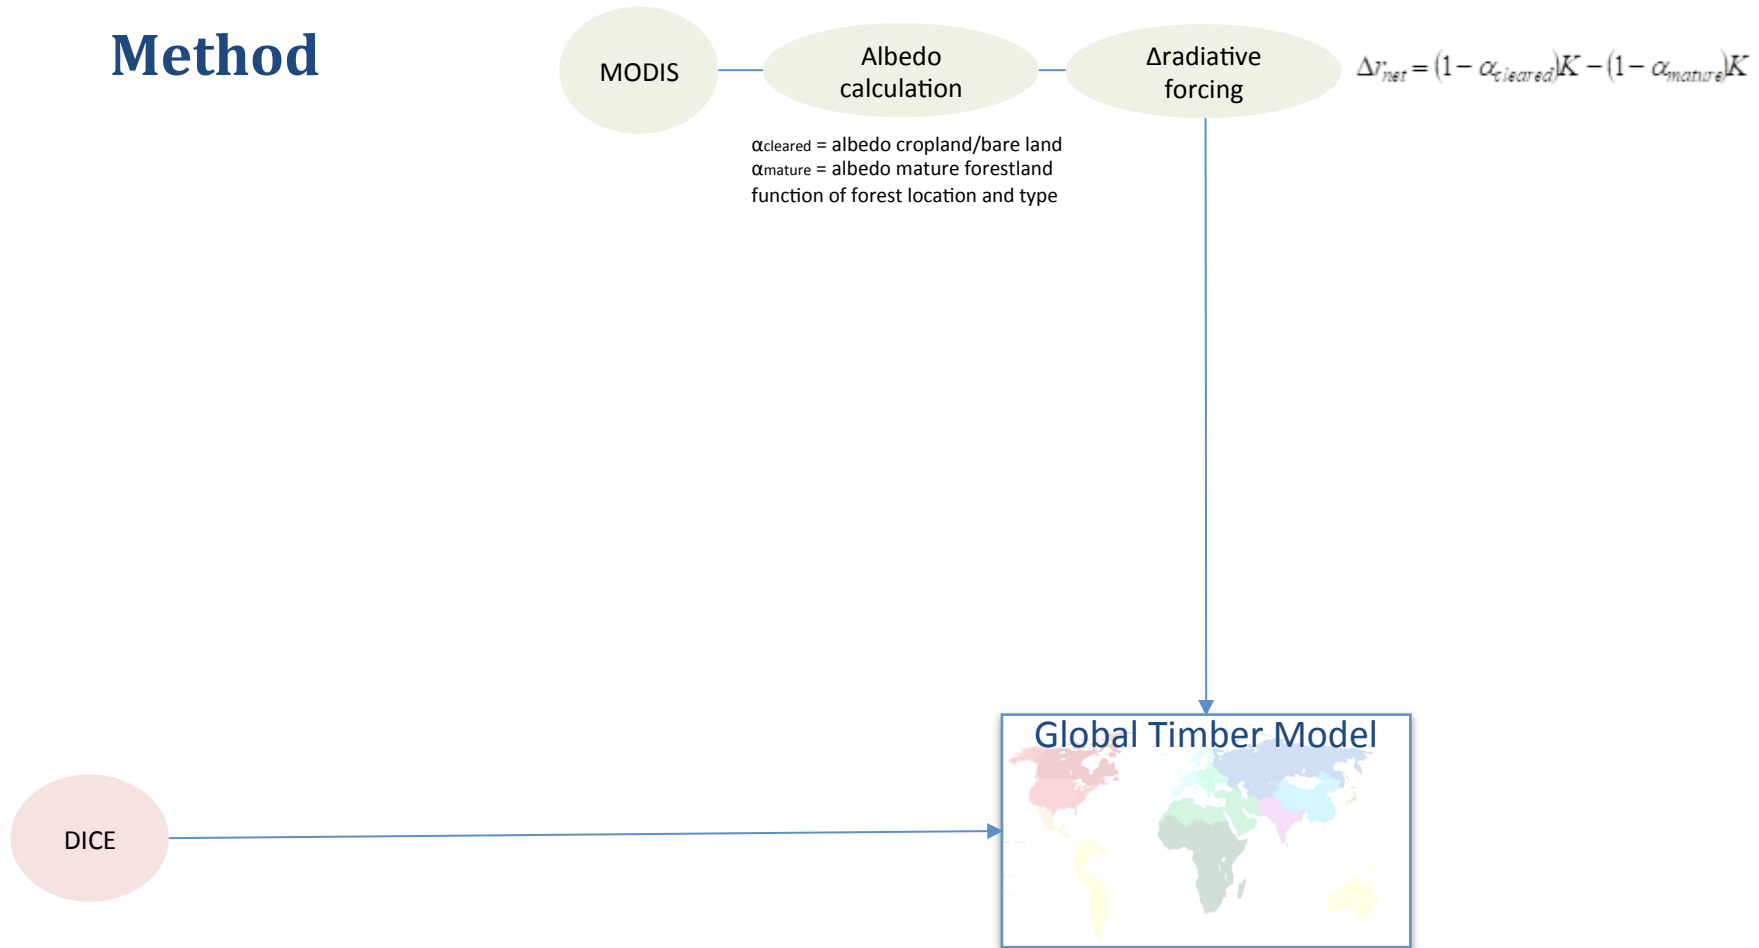 Method
MODIS
Albedo
calculation
Δradiative
forcing
Δr_net = (1 − α_cleared)K − (1 − α_mature)K
αcleared = albedo cropland/bare land
αmature = albedo mature forestland
function of forest location and type
Global Timber Model
DICE